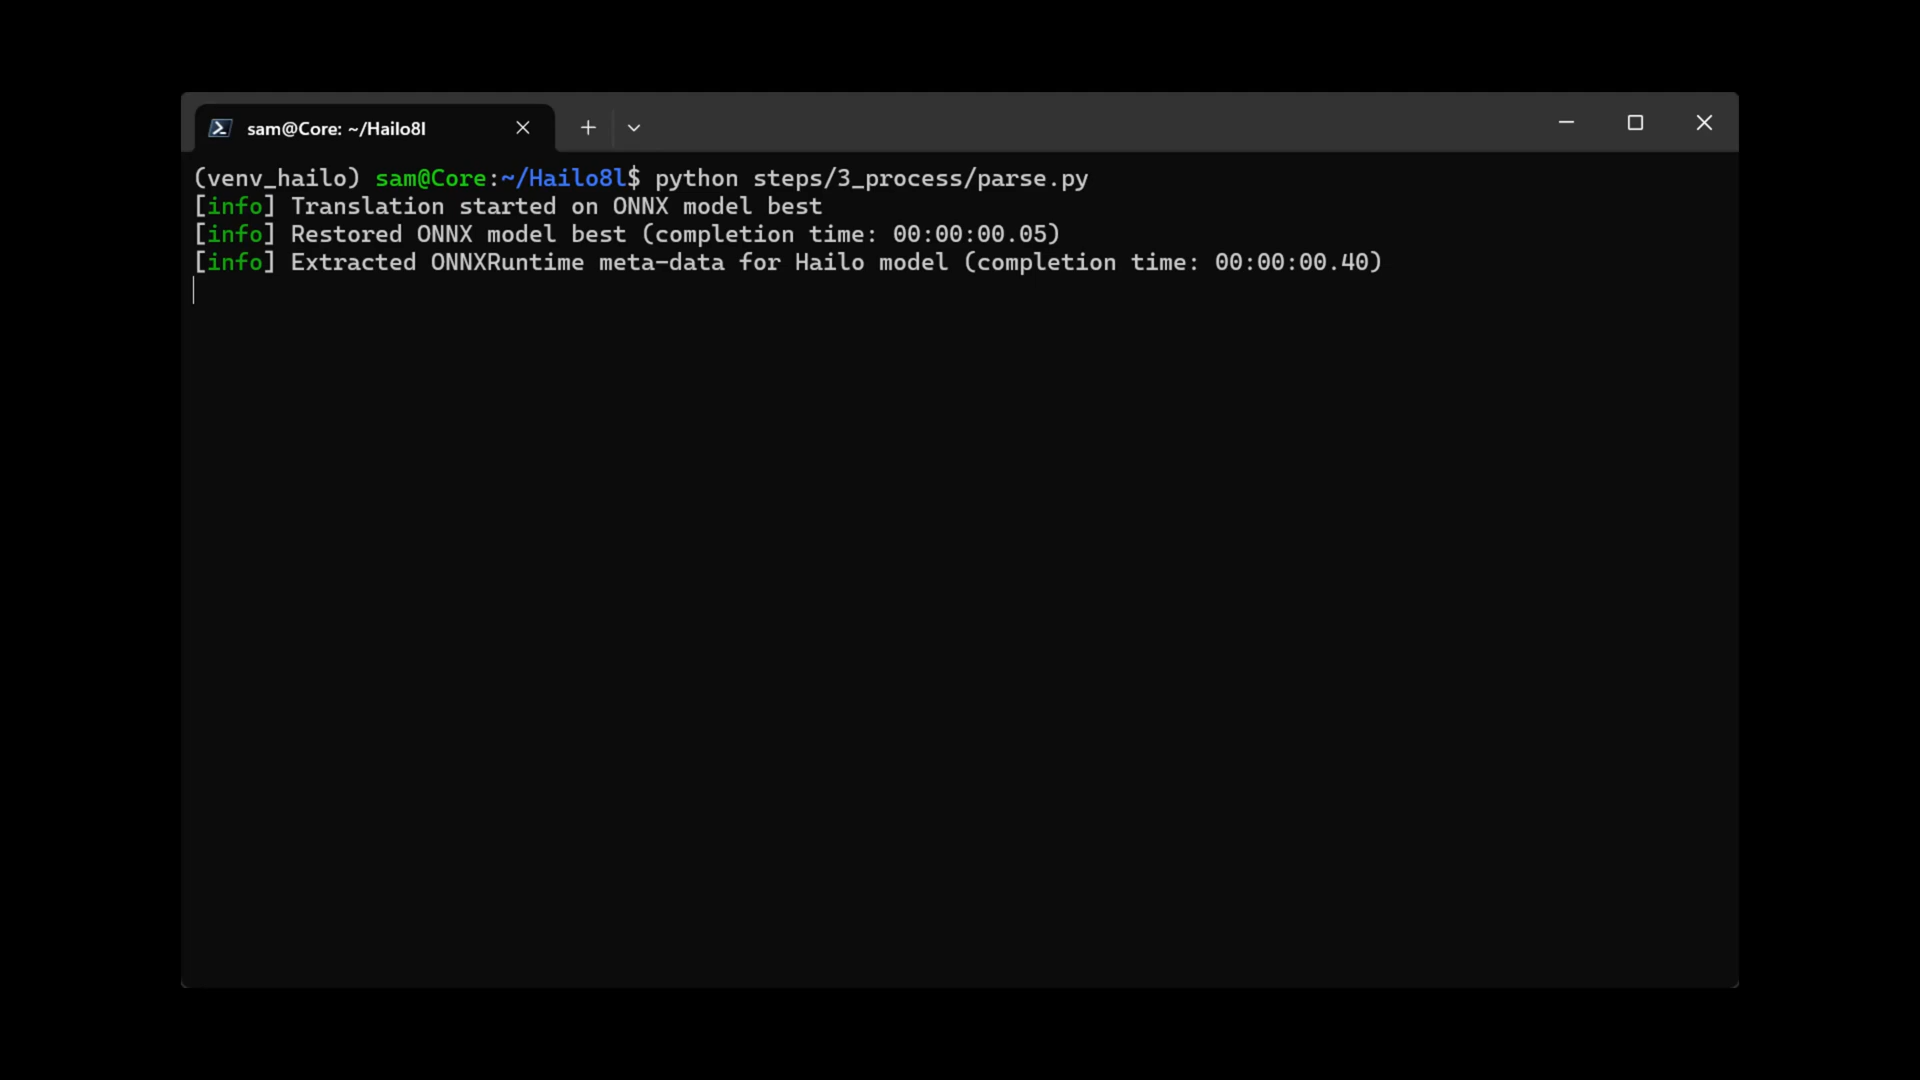 sam@Core: ~/Hailo8l
(venv_hailo) sam@Core:~/Hailo8l$ python steps/3_process/parse.py
[info] Translation started on ONNX model best
[info] Restored ONNX model best (completion time: 00:00:00.05)
[info] Extracted ONNXRuntime meta-data for Hailo model (completion time: 00:00:00.40)